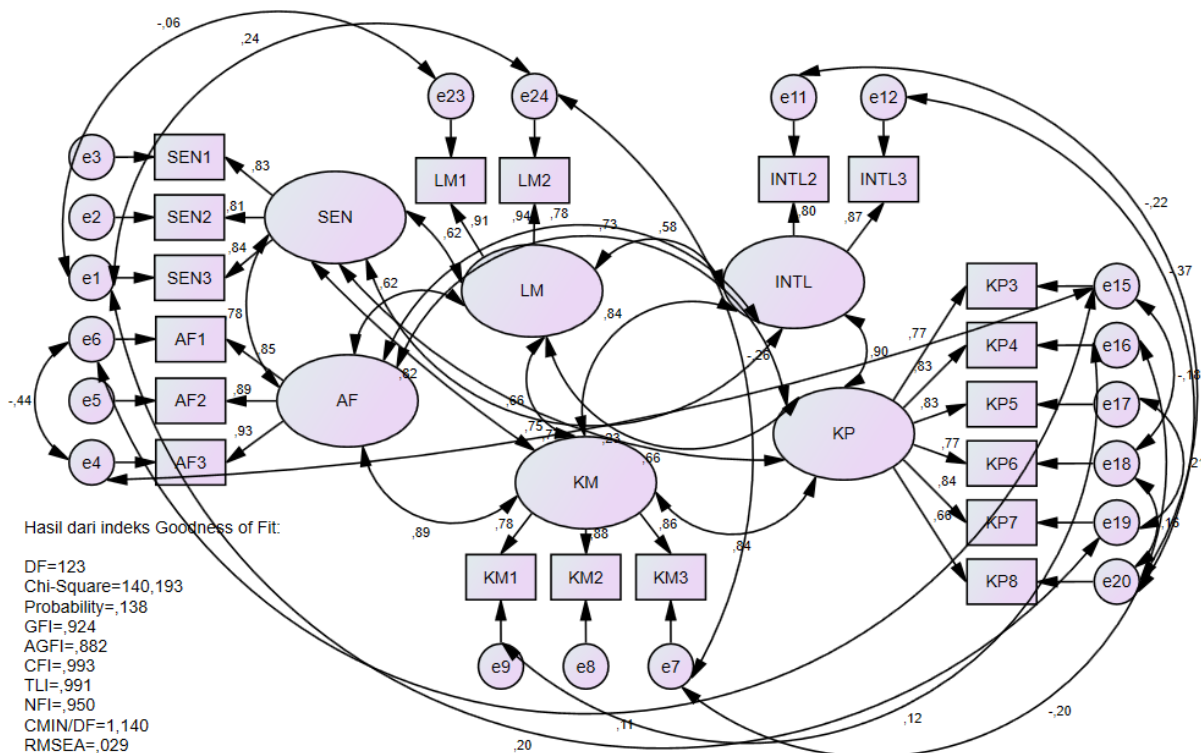 -,06
,24
e23
e24
e11
e12
e3
SEN1
,83
LM1
LM2
INTL2
INTL3
e2
SEN2
,81
SEN
,91
,94
,78
,73
,58
,80
,87
-,22
e1
SEN3
,84
,62
,62
LM
,84
INTL
-,37
KP3
e15
e6
AF1
,78
,85
,82
-,26
,90
,77
,83
KP4
e16
-,18
-,44
e5
AF2
,89
AF
,66
KP
,83
KP5
e17
e4
AF3
,93
,75
,23
,66
,77
KP6
e18
KM
,84
Hasil dari indeks Goodness of Fit:
,89
,78
,88
,86
,84
,66
KP7
e19
,16
DF=123
KM1
KM2
KM3
KP8
e20
Chi-Square=140,193
Probability=,138
GFI=,924
AGFI=,882
CFI=,993
e9
e8
e7
TLI=,991
NFI=,950
CMIN/DF=1,140
,11
,12
-,20
RMSEA=,029
,20